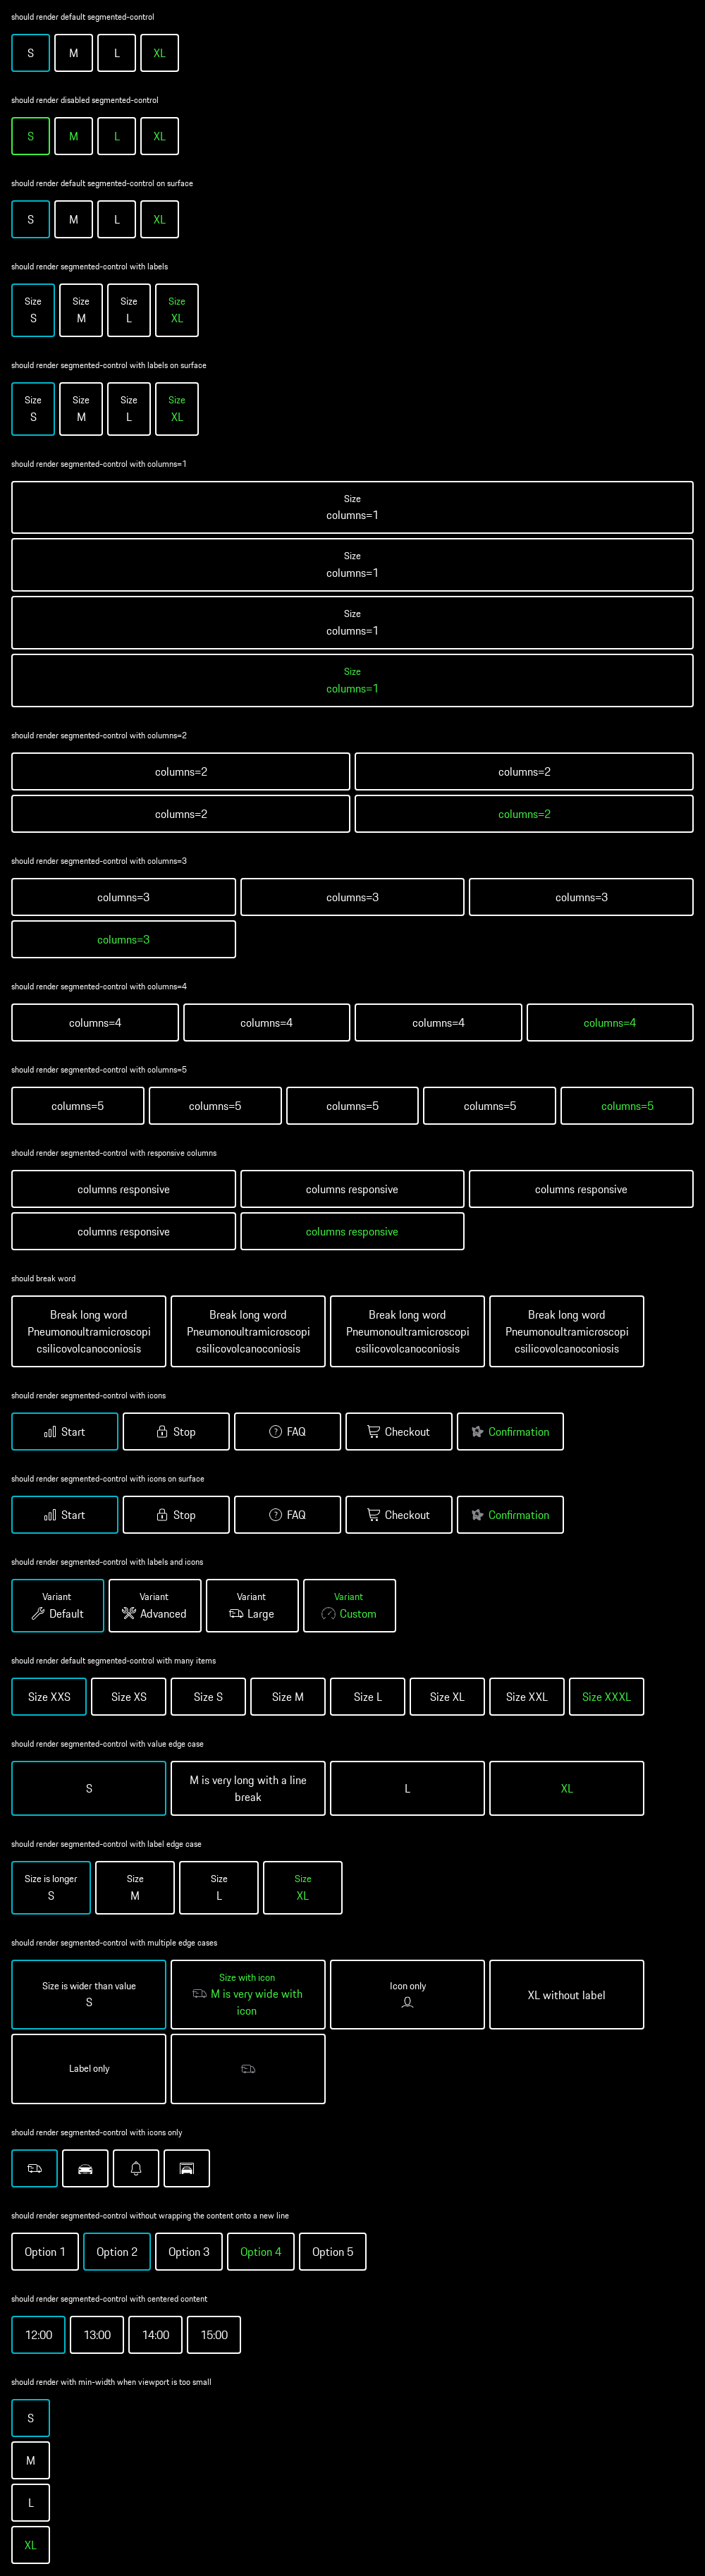 should render default segmented-control
S M L XL
should render disabled segmented-control
S M L XL
should render default segmented-control on surface
S M L XL
should render segmented-control with labels
Size Size Size Size
S M L XL
should render segmented-control with labels on surface
Size Size Size Size
S M L XL
should render segmented-control with columns=1
Size
columns=1
Size
columns=1
Size
columns=1
Size
columns=1
should render segmented-control with columns=2
columns=2 columns=2
columns=2 columns=2
should render segmented-control with columns=3
columns=3 columns=3 columns=3
columns=3
should render segmented-control with columns=4
columns=4 columns=4 columns=4 columns=4
should render segmented-control with columns=5
columns=5 columns=5 columns=5 columns=5 columns=5
should render segmented-control with responsive columns
columns responsive columns responsive columns responsive
columns responsive columns responsive
should break word
Break long word Break long word Break long word Break long word
Pneumonoultramicroscopi Pneumonoultramicroscopi Pneumonoultramicroscopi Pneumonoultramicroscopi
csilicovolcanoconiosis csilicovolcanoconiosis csilicovolcanoconiosis csilicovolcanoconiosis
should render segmented-control with icons
Start Stop FAQ Checkout Confirmation
should render segmented-control with icons on surface
Start Stop FAQ Checkout Confirmation
should render segmented-control with labels and icons
Variant Variant Variant Variant
Default Advanced Large Custom
should render default segmented-control with many items
Size XXS Size XS Size S Size M Size L Size XL Size XXL Size XXXL
should render segmented-control with value edge case
S M is very long with a line break L XL
should render segmented-control with label edge case
Size is longer Size Size Size
S M L XL
should render segmented-control with multiple edge cases
Size is wider than value
S
Size with icon
M is very wide with
icon
Icon only
XL without label
Label only
should render segmented-control with icons only
should render segmented-control without wrapping the content onto a new line
Option 1 Option 2 Option 3 Option 4 Option 5
should render segmented-control with centered content
12:00 13:00 14:00 15:00
should render with min-width when viewport is too small
S
M
L
XL